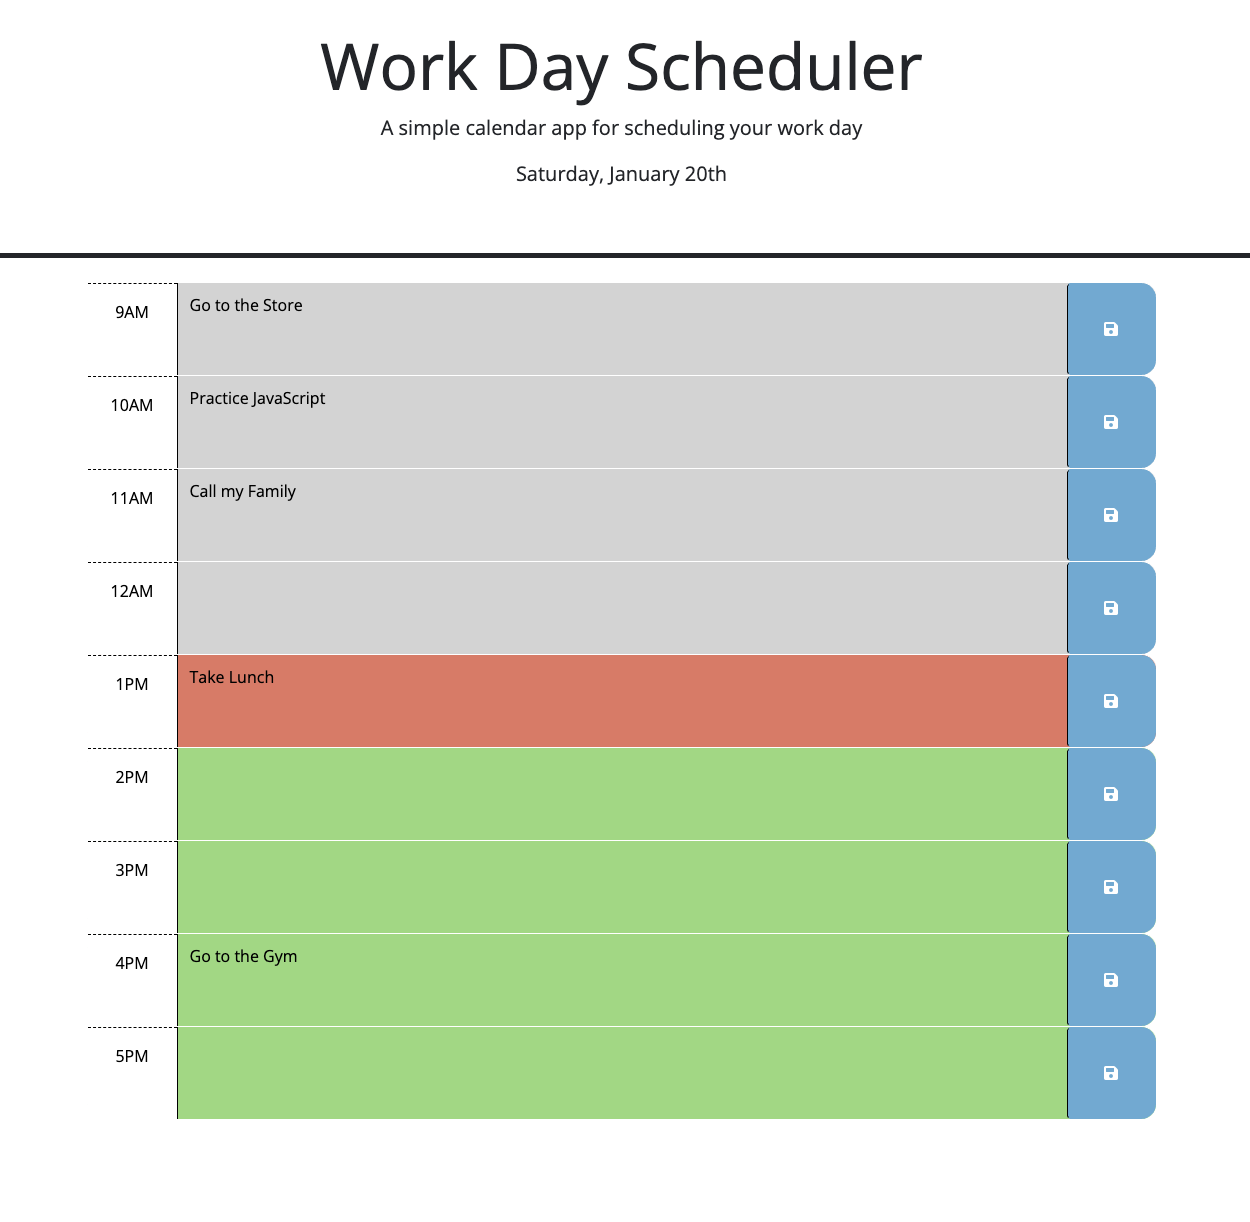 Work Day Scheduler
A simple calendar app for scheduling your work day
Saturday, January 20th
9AM Go to the Store
10AM Practice JavaScript
11AM Call my Family
12AM
1PM Take Lunch
2PM
3PM
4PM Go to the Gym
5PM